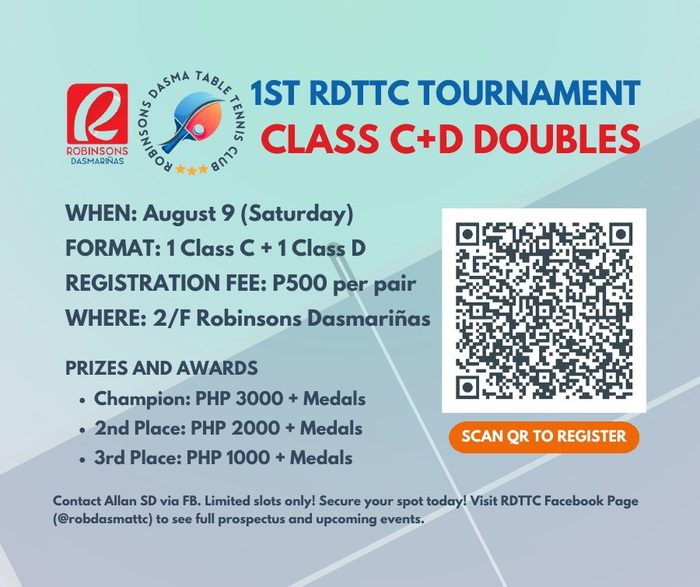 1ST RDTTC TOURNAMENT
CLASS C+D DOUBLES
R
ROBINSONS
DASMARIÑAS
ROBINSONS DASMA TABLE TENNIS CLUB
WHEN: August 9 (Saturday)
FORMAT: 1 Class C + 1 Class D
REGISTRATION FEE: P500 per pair
WHERE: 2/F Robinsons Dasmariñas
PRIZES AND AWARDS
• Champion: PHP 3000 + Medals
• 2nd Place: PHP 2000 + Medals
• 3rd Place: PHP 1000 + Medals
SCAN QR TO REGISTER
Contact Allan SD via FB. Limited slots only! Secure your spot today! Visit RDTTC Facebook Page
(@robdasmattc) to see full prospectus and upcoming events.